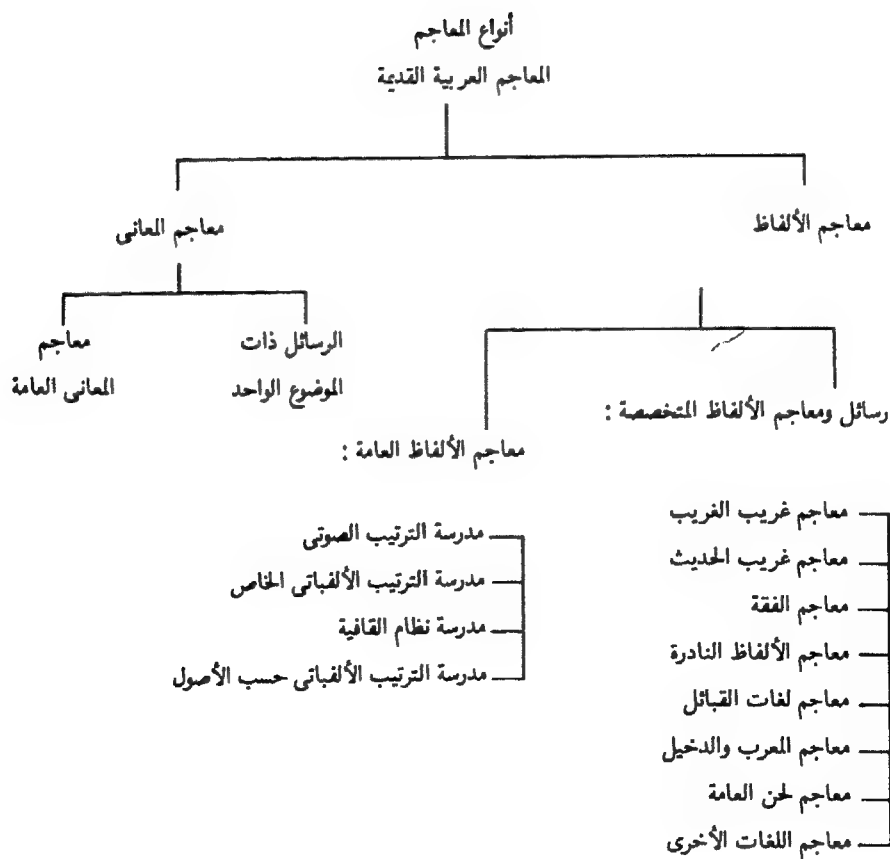 أنواع المعاجم
المعاجم العربية القديمة
معاجم الألفاظ
معاجم المعانى
الرسائل ذات
الموضوع الواحد
معاجم
المعانى العامة
رسائل ومعاجم الألفاظ المتخصصة :
معاجم الألفاظ العامة :
معاجم غريب الغريب
معاجم غريب الحديث
معاجم الفقة
معاجم الألفاظ النادرة
معاجم لغات القبائل
معاجم المعرب والدخيل
معاجم لحن العامة
معاجم اللغات الأخرى
مدرسة الترتيب الصوتى
مدرسة الترتيب الألفباتى الخاص
مدرسة نظام القافية
مدرسة الترتيب الألفباتى حسب الأصول